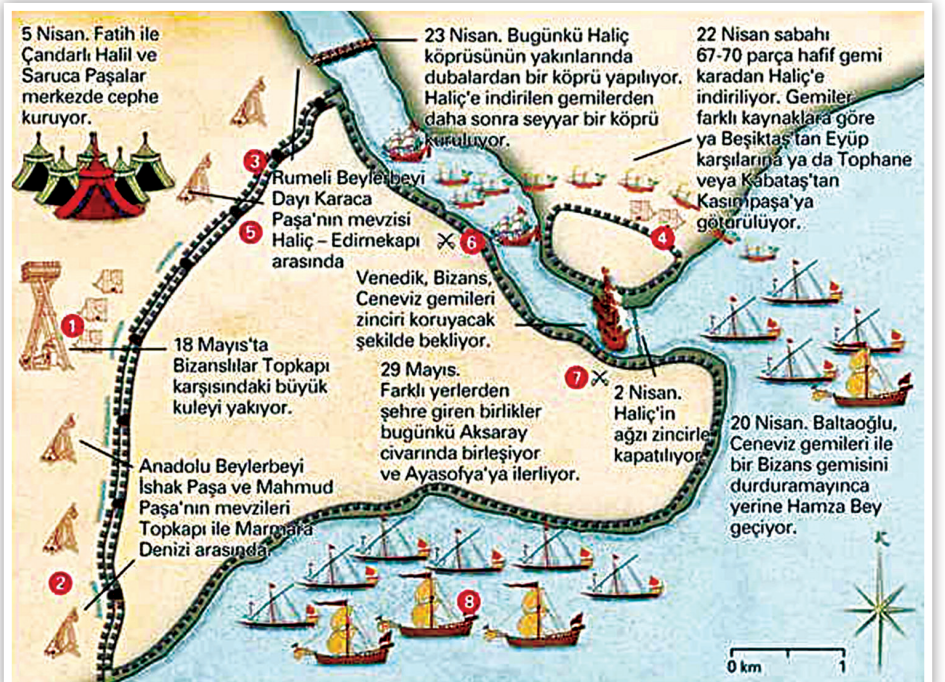 5 Nisan. Fatih ile
Çandarlı Halil ve
Saruca Paşalar
merkezde cephe
kuruyor.
23 Nisan. Bugünkü Haliç
köprüsünün yakınlarında
dubalardan bir köprü yapılıyor.
Haliç'e indirilen gemilerden
daha sonra seyyar bir köprü
kuruluyor.
22 Nisan sabahı
67-70 parça hafif gemi
karadan Haliç'e
indiriliyor. Gemiler
farklı kaynaklara göre
ya Beşiktaş'tan Eyüp
karşılarına ya da Tophane
veya Kabataş'tan
Kasımpaşa'ya
götürülüyor.
3
Rumeli Beylerbeyi
Dayı Karaca
Paşa'nın mevzisi
Haliç – Edirnekapı
arasında
5
6
4
Venedik, Bizans,
Ceneviz gemileri
zinciri koruyacak
şekilde bekliyor.
1
18 Mayıs'ta
Bizanslılar Topkapı
karşısındaki büyük
kuleyi yakıyor.
29 Mayıs.
Farklı yerlerden
şehre giren birlikler
bugünkü Aksaray
civarında birleşiyor
ve Ayasofya'ya ilerliyor.
7
2 Nisan.
Haliç'in
ağzı zincirle
kapatılıyor
20 Nisan. Baltaoğlu,
Ceneviz gemileri ile
bir Bizans gemisini
durduramayınca
yerine Hamza Bey
geçiyor.
Anadolu Beylerbeyi
İshak Paşa ve Mahmud
Paşa'nın mevzileri
Topkapı ile Marmara
Denizi arasında.
2
8
K
0 km 1